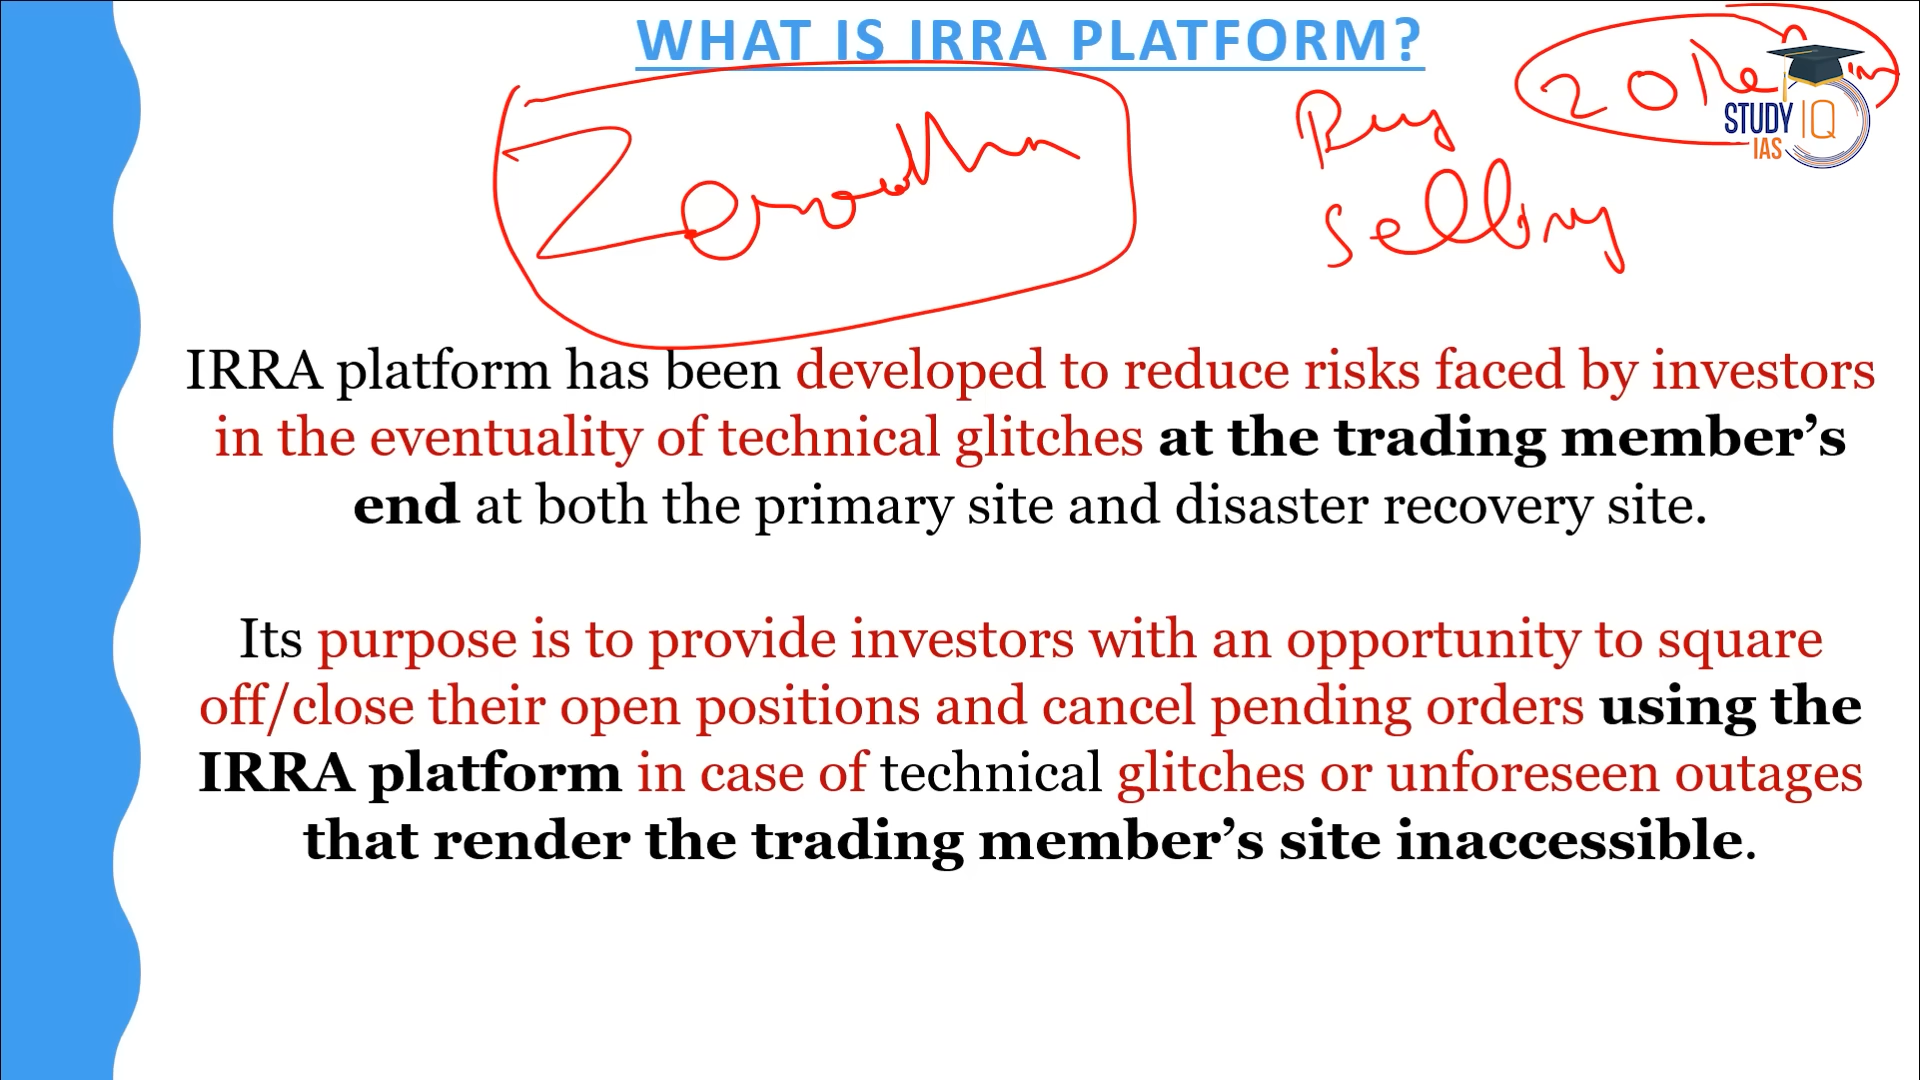 WHAT IS IRRA PLATFORM?
STUDY IQ
IAS
Zerodha
Buy
Selling
IRRA platform has been developed to reduce risks faced by investors
in the eventuality of technical glitches at the trading member’s
end at both the primary site and disaster recovery site.
Its purpose is to provide investors with an opportunity to square
off/close their open positions and cancel pending orders using the
IRRA platform in case of technical glitches or unforeseen outages
that render the trading member’s site inaccessible.